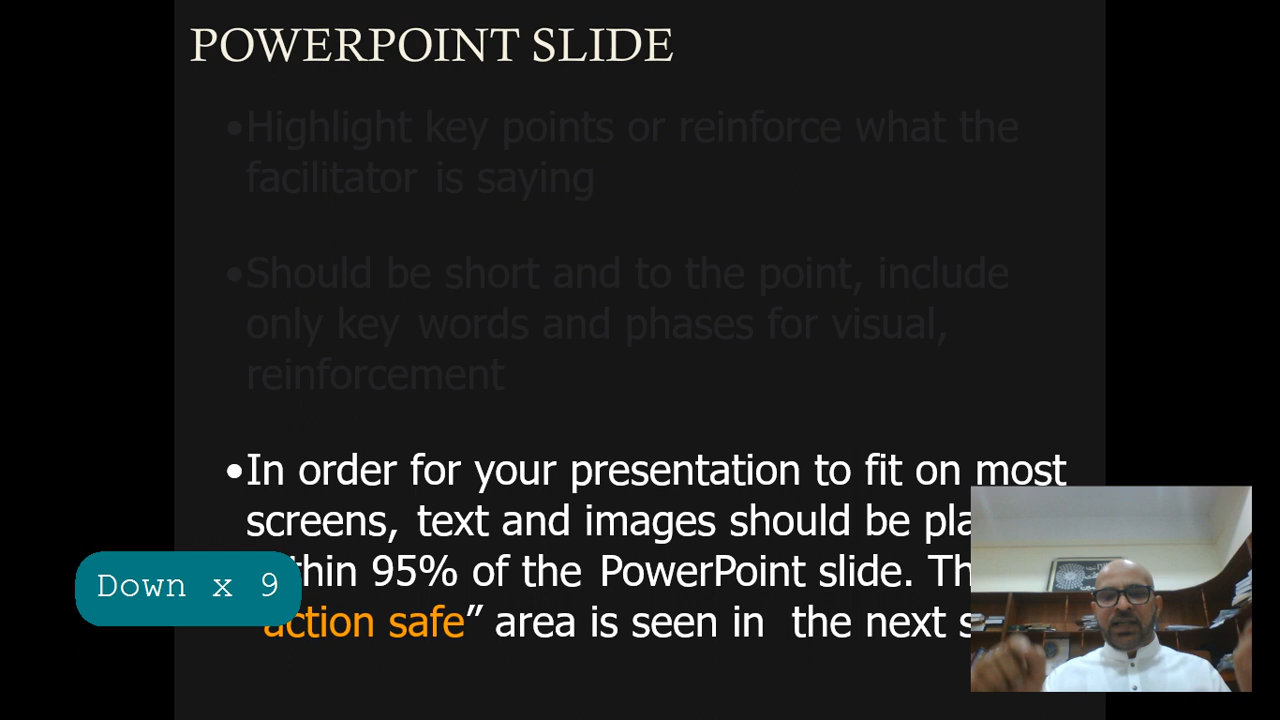 POWERPOINT SLIDE
•Highlight key points or reinforce what the
facilitator is saying
•Should be short and to the point, include
only key words and phases for visual,
reinforcement
•In order for your presentation to fit on most
screens, text and images should be pla
thin 95% of the PowerPoint slide. Th
action safe” area is seen in the next s
Down x 9